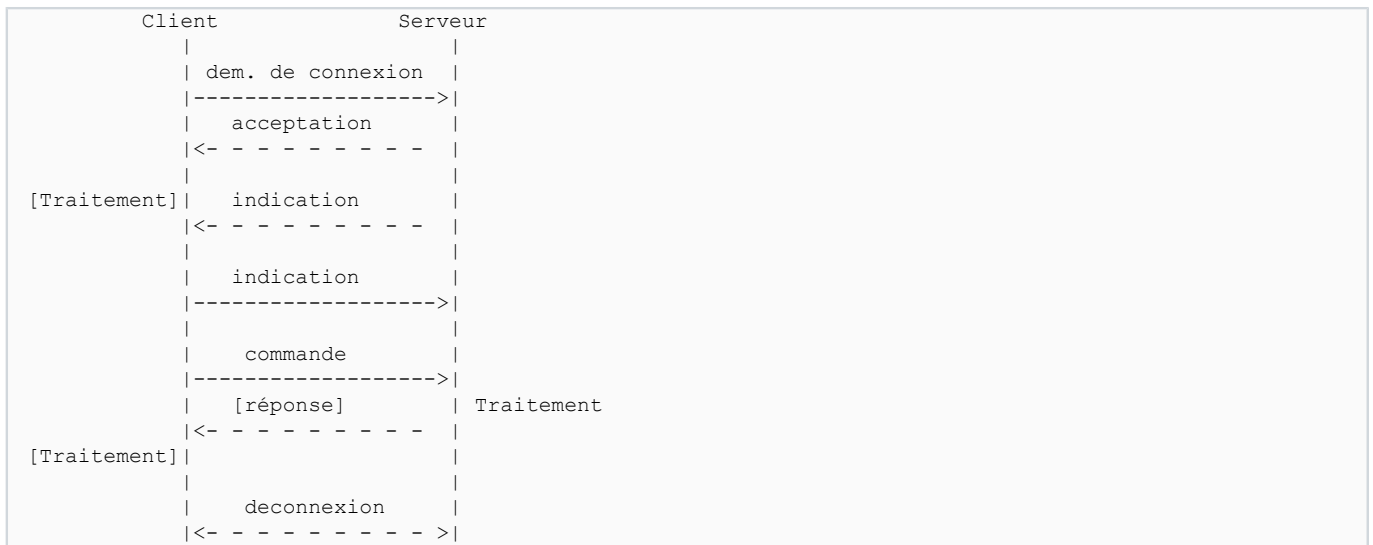 Client Serveur
dem. de connexion
acceptation
[Traitement] indication
indication
commande
[réponse] Traitement
[Traitement]
deconnexion